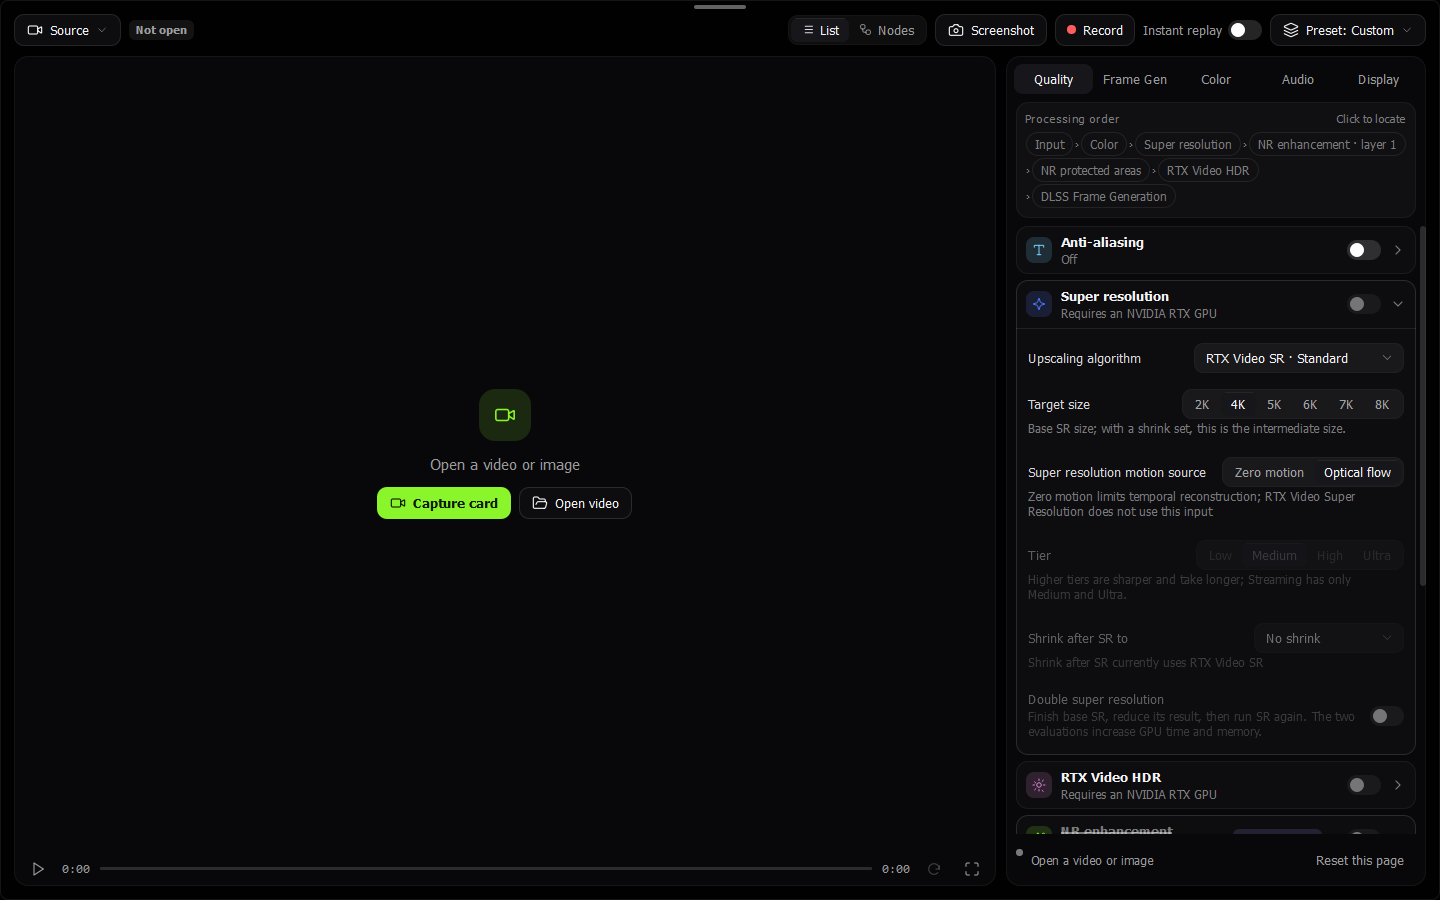 Source
Not open
List
Nodes
Screenshot
Record
Instant replay
Preset: Custom
Quality
Frame Gen
Color
Audio
Display
Processing order
Click to locate
Input › Color › Super resolution › NR enhancement · layer 1
› NR protected areas › RTX Video HDR
› DLSS Frame Generation
Anti-aliasing
Off
Super resolution
Requires an NVIDIA RTX GPU
Upscaling algorithm
RTX Video SR · Standard
Target size
2K 4K 5K 6K 7K 8K
Base SR size; with a shrink set, this is the intermediate size.
Super resolution motion source
Zero motion
Optical flow
Zero motion limits temporal reconstruction; RTX Video Super
Resolution does not use this input
Tier
Low Medium High Ultra
Higher tiers are sharper and take longer; Streaming has only
Medium and Ultra.
Shrink after SR to
No shrink
Shrink after SR currently uses RTX Video SR
Double super resolution
Finish base SR, reduce its result, then run SR again. The two
evaluations increase GPU time and memory.
RTX Video HDR
Requires an NVIDIA RTX GPU
NR enhancement
Open a video or image
Reset this page
Open a video or image
Capture card
Open video
0:00
0:00